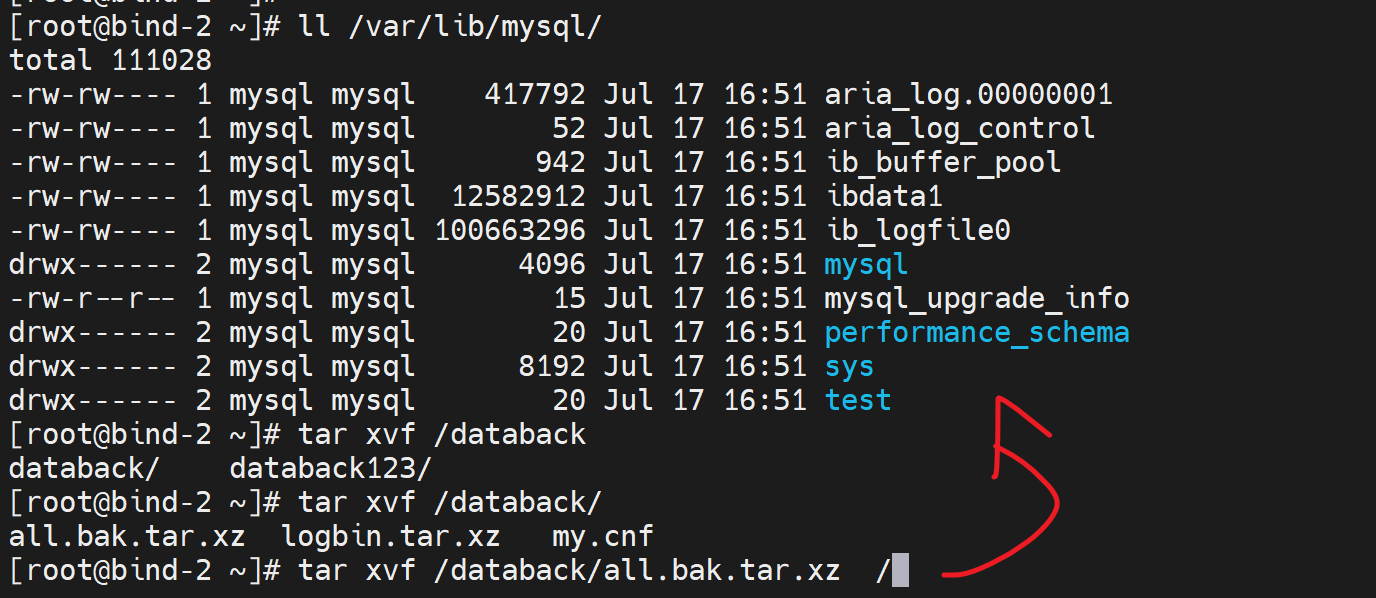 [root@bind-2 ~]# ll /var/lib/mysql/
total 111028
-rw-rw---- 1 mysql mysql    417792 Jul 17 16:51 aria_log.00000001
-rw-rw---- 1 mysql mysql        52 Jul 17 16:51 aria_log_control
-rw-rw---- 1 mysql mysql       942 Jul 17 16:51 ib_buffer_pool
-rw-rw---- 1 mysql mysql  12582912 Jul 17 16:51 ibdata1
-rw-rw---- 1 mysql mysql 100663296 Jul 17 16:51 ib_logfile0
drwx------ 2 mysql mysql      4096 Jul 17 16:51 mysql
-rw-r--r-- 1 mysql mysql        15 Jul 17 16:51 mysql_upgrade_info
drwx------ 2 mysql mysql        20 Jul 17 16:51 performance_schema
drwx------ 2 mysql mysql      8192 Jul 17 16:51 sys
drwx------ 2 mysql mysql        20 Jul 17 16:51 test
[root@bind-2 ~]# tar xvf /databack
databack/    databack123/
[root@bind-2 ~]# tar xvf /databack/
all.bak.tar.xz  logbin.tar.xz   my.cnf
[root@bind-2 ~]# tar xvf /databack/all.bak.tar.xz  /